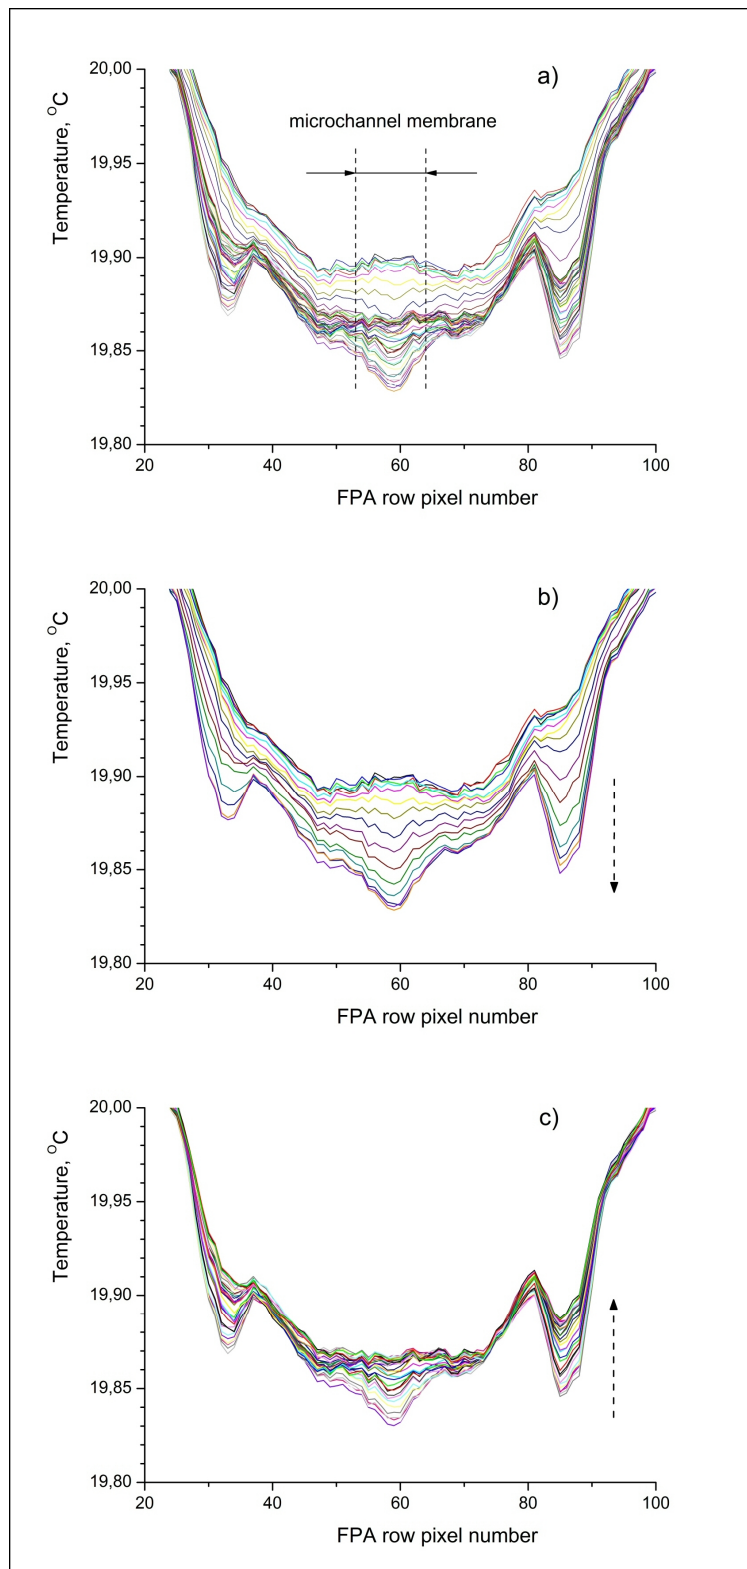 a)
microchannel membrane
Temperature, °C
20,00
19,95
19,90
19,85
19,80
20 40 60 80 100
FPA row pixel number
b)
Temperature, °C
20,00
19,95
19,90
19,85
19,80
20 40 60 80 100
FPA row pixel number
c)
Temperature, °C
20,00
19,95
19,90
19,85
19,80
20 40 60 80 100
FPA row pixel number